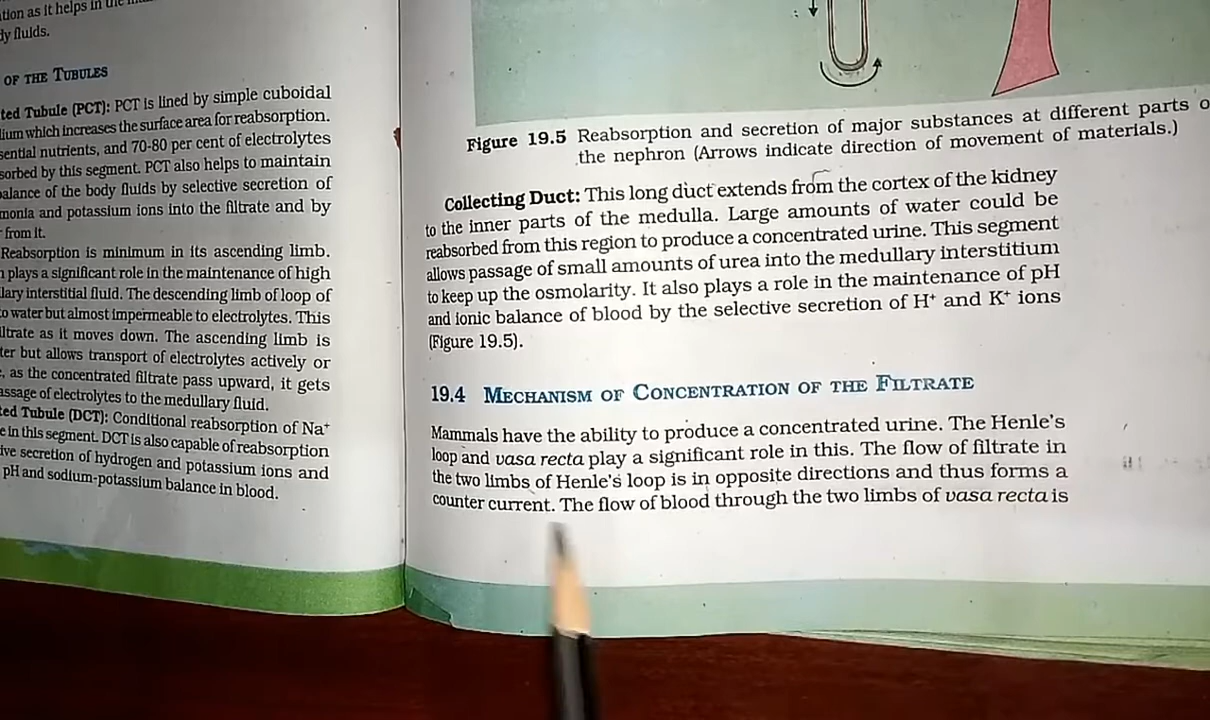 tion as it helps in the
dy fluids.
OF THE TUBULES
ted Tubule (PCT): PCT is lined by simple cuboidal
lium which increases the surface area for reabsorption.
sential nutrients, and 70-80 per cent of electrolytes
sorbed by this segment. PCT also helps to maintain
alance of the body fluids by selective secretion of
monia and potassium ions into the filtrate and by
from it.
Reabsorption is minimum in its ascending limb.
plays a significant role in the maintenance of high
llary interstitial fluid. The descending limb of loop of
o water but almost impermeable to electrolytes. This
ltrate as it moves down. The ascending limb is
ter but allows transport of electrolytes actively or
, as the concentrated filtrate pass upward, it gets
assage of electrolytes to the medullary fluid.
ted Tubule (DCT): Conditional reabsorption of Na⁺
e in this segment. DCT is also capable of reabsorption
ive secretion of hydrogen and potassium ions and
pH and sodium-potassium balance in blood.
Figure 19.5 Reabsorption and secretion of major substances at different parts o
the nephron (Arrows indicate direction of movement of materials.)
Collecting Duct: This long duct extends from the cortex of the kidney
to the inner parts of the medulla. Large amounts of water could be
reabsorbed from this region to produce a concentrated urine. This segment
allows passage of small amounts of urea into the medullary interstitium
to keep up the osmolarity. It also plays a role in the maintenance of pH
and ionic balance of blood by the selective secretion of H⁺ and K⁺ ions
(Figure 19.5).
19.4 MECHANISM OF CONCENTRATION OF THE FILTRATE
Mammals have the ability to produce a concentrated urine. The Henle's
loop and vasa recta play a significant role in this. The flow of filtrate in
the two limbs of Henle's loop is in opposite directions and thus forms a
counter current. The flow of blood through the two limbs of vasa recta is